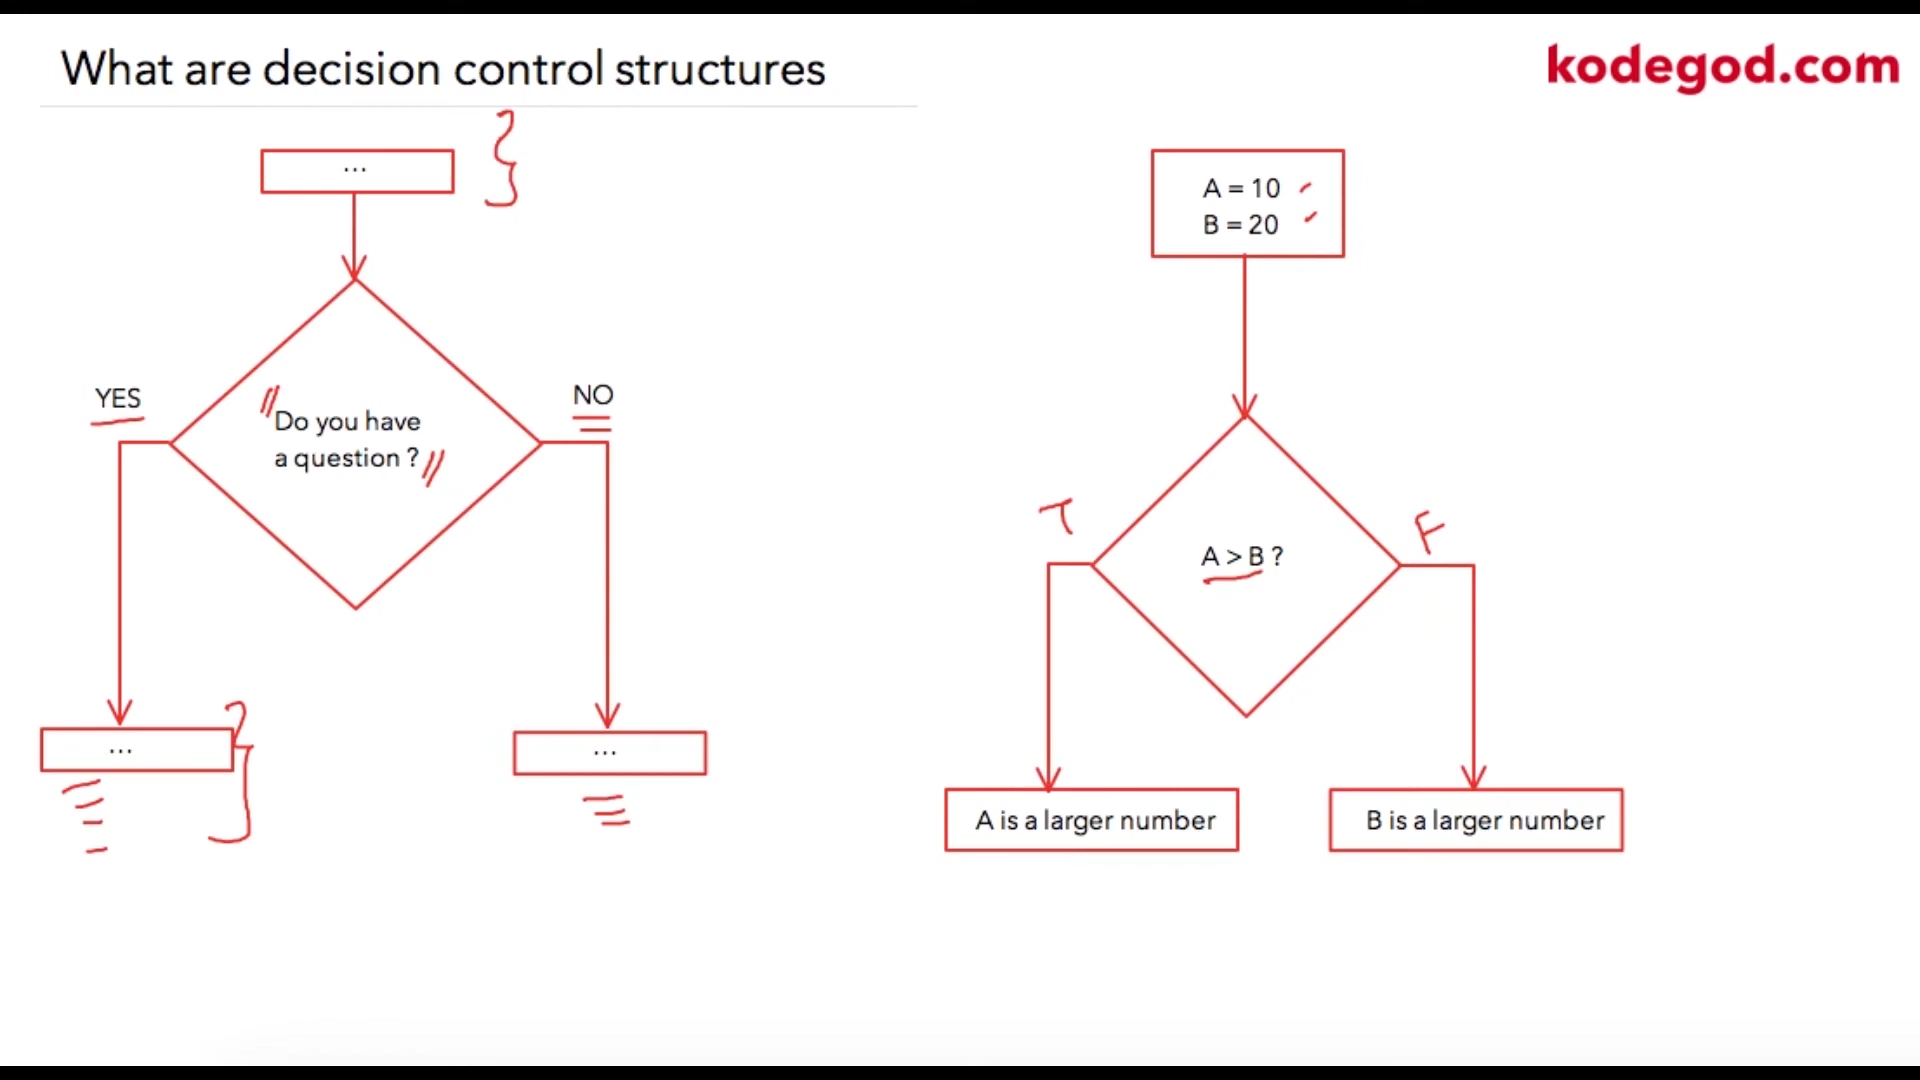 What are decision control structures
kodegod.com
...
YES
Do you have
a question ?
NO
...
...
A = 10
B = 20
T
A > B ?
F
A is a larger number
B is a larger number